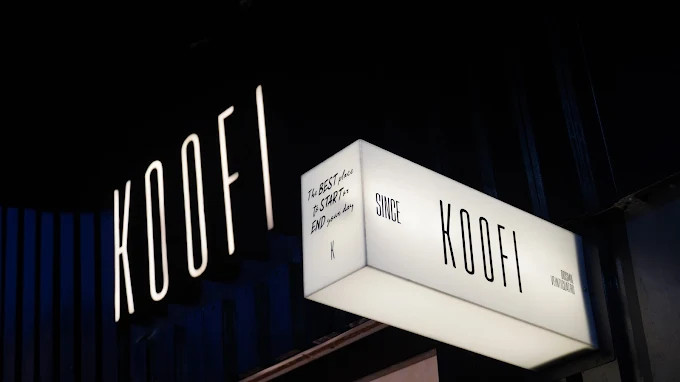 KOOFI
The BEST place
to START or
END your day
K
SINCE
KOOFI